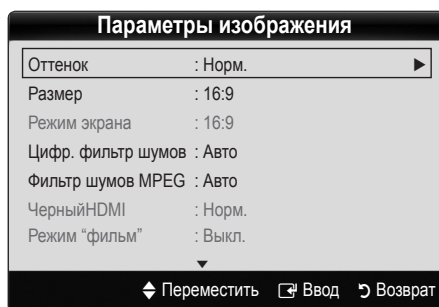 Параметры изображения
Оттенок : Норм. ►
Размер : 16:9
Режим экрана : 16:9
Цифр. фильтр шумов : Авто
Фильтр шумов MPEG : Авто
ЧерныйHDMI : Норм.
Режим “фильм” : Выкл.
▼
Переместить Ввод Возврат